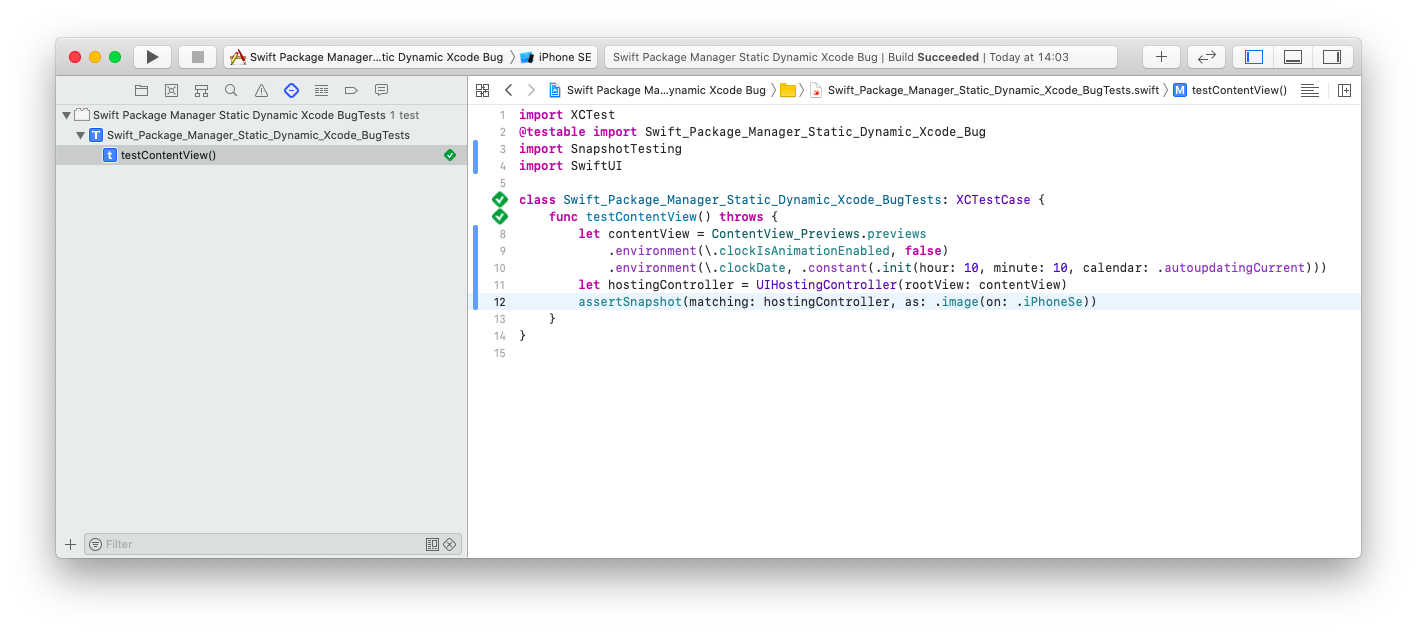 Swift Package Manager...tic Dynamic Xcode Bug 〉 iPhone SE
Swift Package Manager Static Dynamic Xcode Bug | Build Succeeded | Today at 14:03
Swift Package Manager Static Dynamic Xcode BugTests 1 test
T Swift_Package_Manager_Static_Dynamic_Xcode_BugTests
t testContentView()
Filter
Swift Package Ma...ynamic Xcode Bug 〉 〉 Swift_Package_Manager_Static_Dynamic_Xcode_BugTests.swift 〉 M testContentView()
1 import XCTest
2 @testable import Swift_Package_Manager_Static_Dynamic_Xcode_Bug
3 import SnapshotTesting
4 import SwiftUI
5
class Swift_Package_Manager_Static_Dynamic_Xcode_BugTests: XCTestCase {
func testContentView() throws {
8 let contentView = ContentView_Previews.previews
9 .environment(\.clockIsAnimationEnabled, false)
10 .environment(\.clockDate, .constant(.init(hour: 10, minute: 10, calendar: .autoupdatingCurrent)))
11 let hostingController = UIHostingController(rootView: contentView)
12 assertSnapshot(matching: hostingController, as: .image(on: .iPhoneSe))
13 }
14 }
15